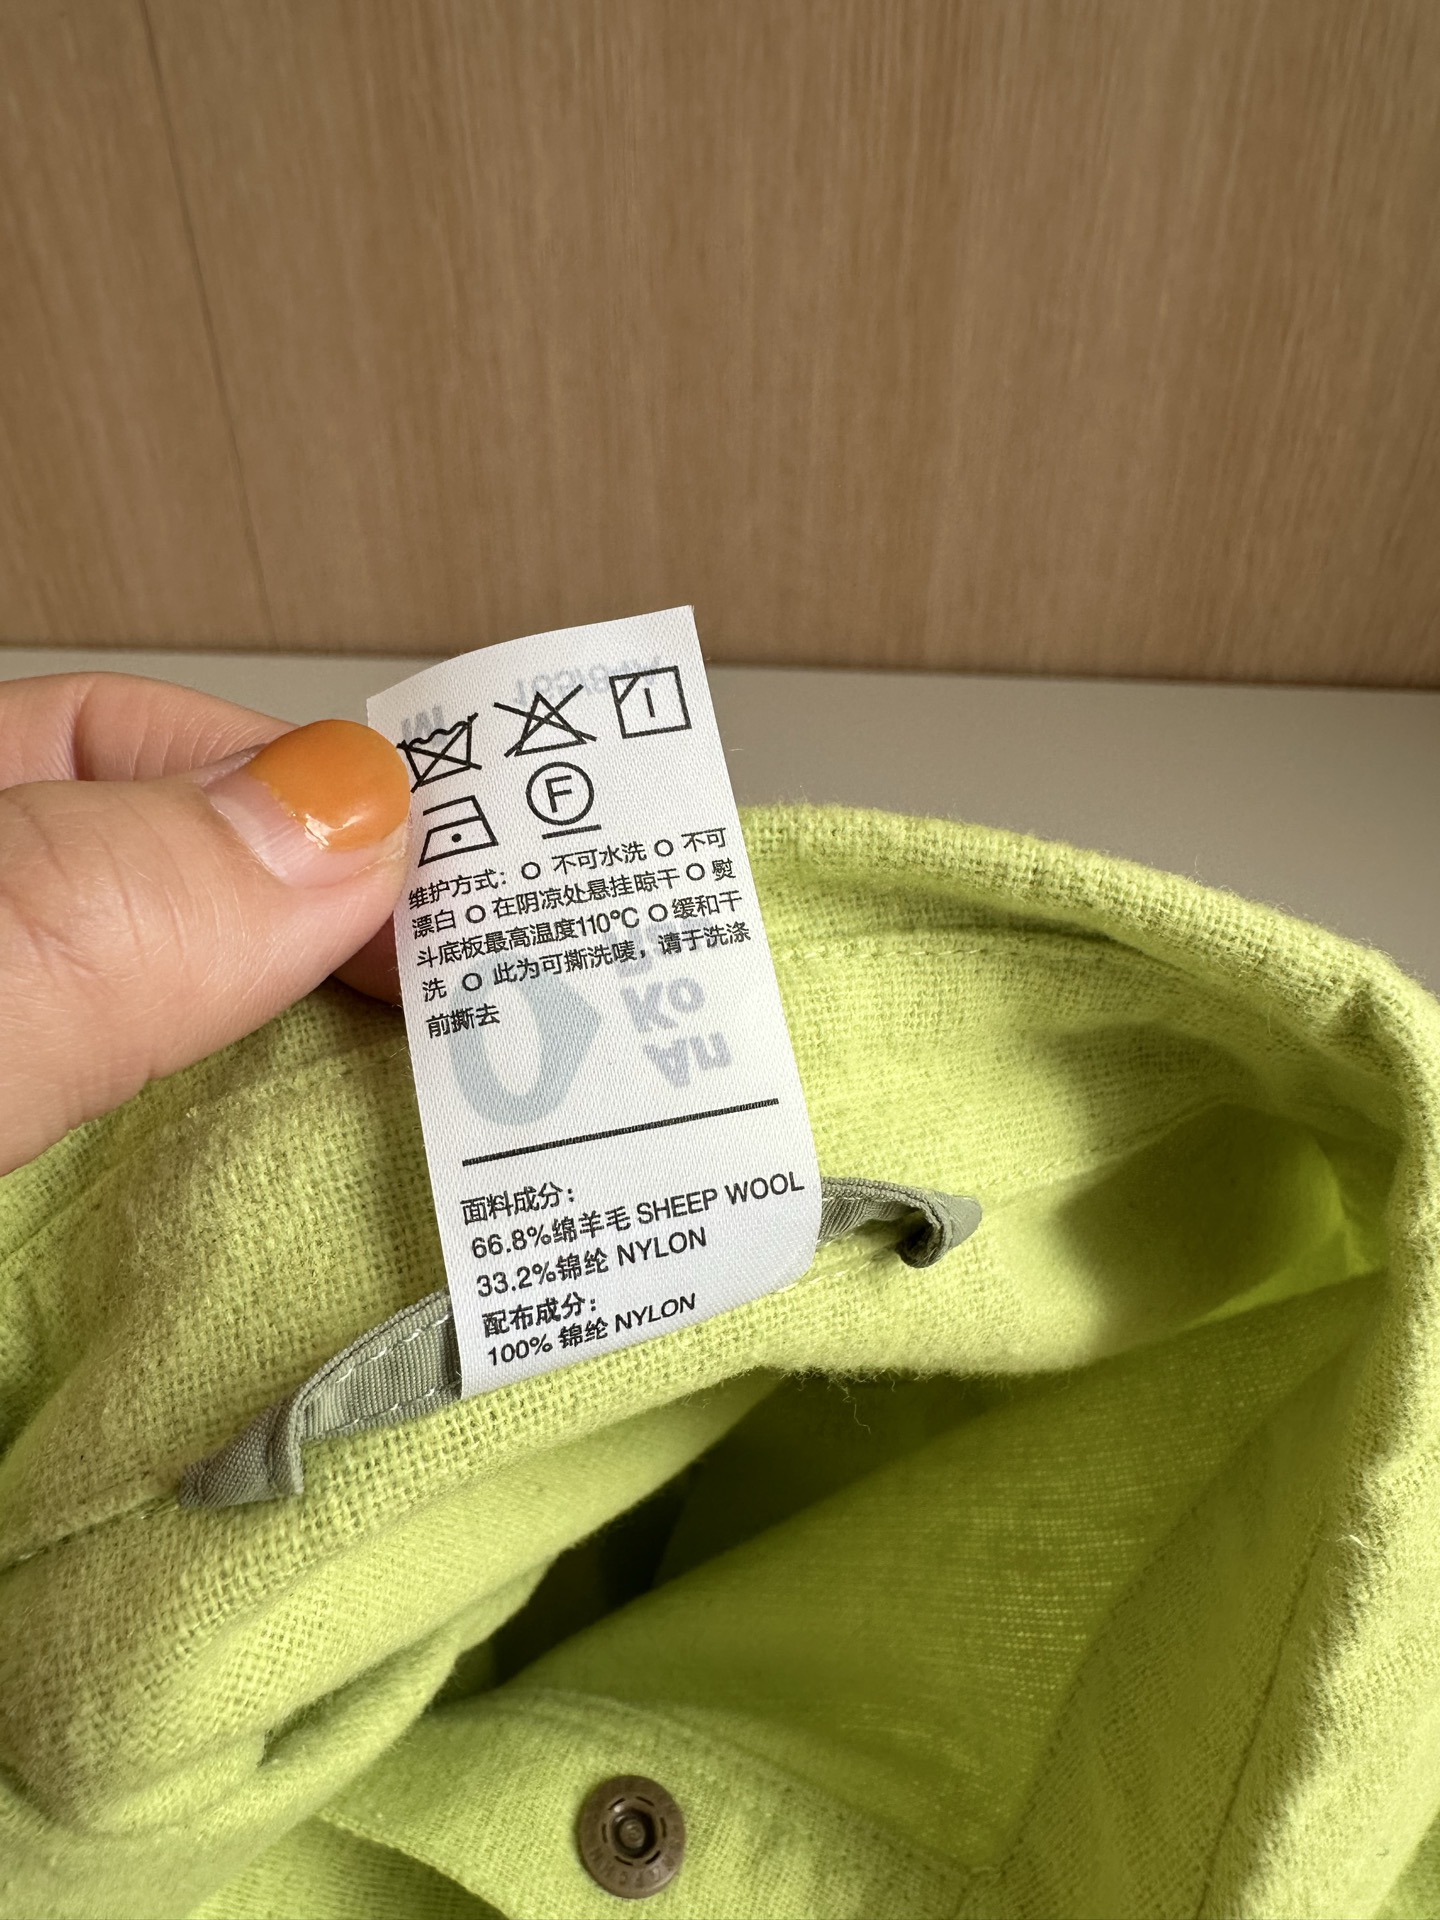 F
维护方式：○ 不可水洗 ○ 不可
漂白 ○ 在阴凉处悬挂晾干 ○ 熨
斗底板最高温度110℃ ○ 缓和干
洗 ○ 此为可撕洗唛，请于洗涤
前撕去
An
Ko
面料成分：
66.8%绵羊毛 SHEEP WOOL
33.2%锦纶 NYLON
配布成分：
100% 锦纶 NYLON